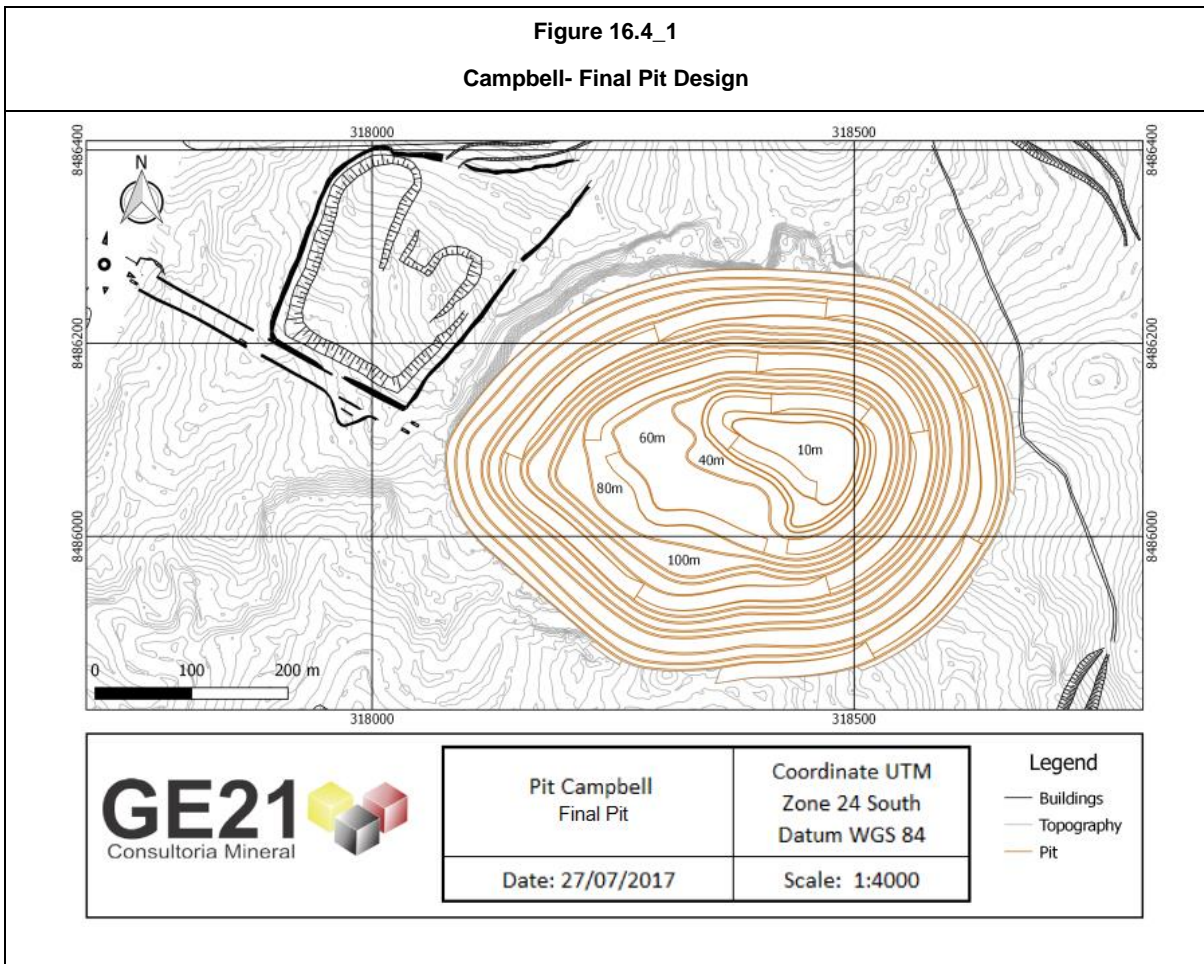 Figure 16.4_1
Campbell- Final Pit Design
318000 318500
8486400 8486400
N
8486200 8486200
60m 10m
40m
80m
8486000 8486000
100m
0 100 200 m
318000 318500
GE21
Consultoria Mineral
Pit Campbell
Final Pit
Date: 27/07/2017
Coordinate UTM
Zone 24 South
Datum WGS 84
Scale: 1:4000
Legend
Buildings
Topography
Pit